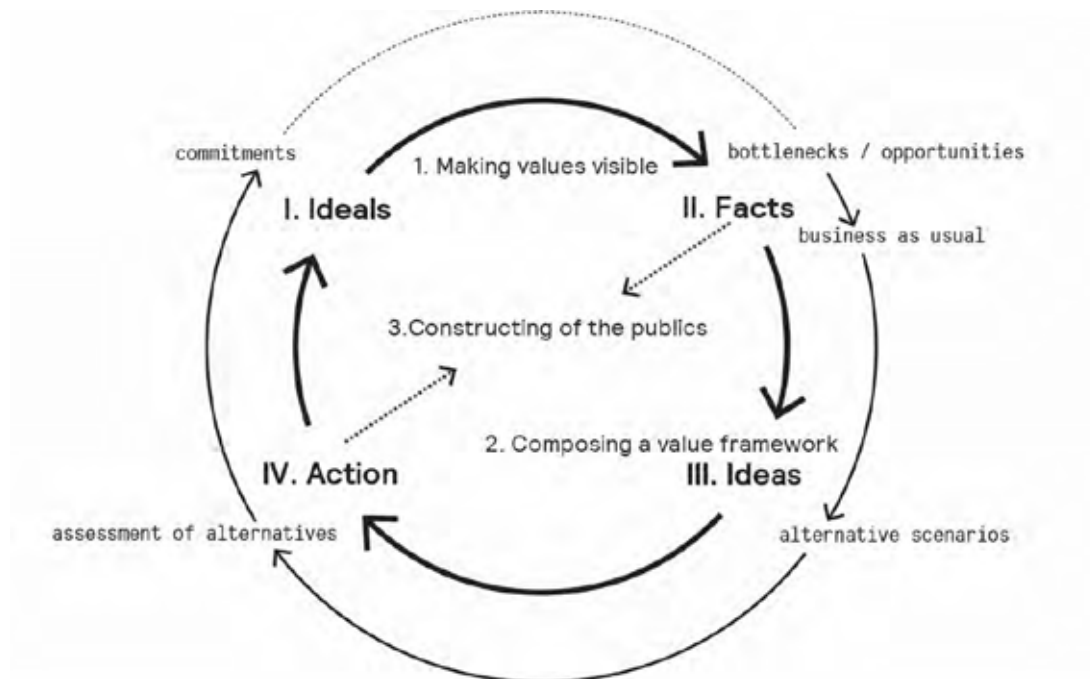 commitments
bottlenecks / opportunities
1. Making values visible
I. Ideals
II. Facts
business as usual
3.Constructing of the publics
2. Composing a value framework
IV. Action
III. Ideas
assessment of alternatives
alternative scenarios